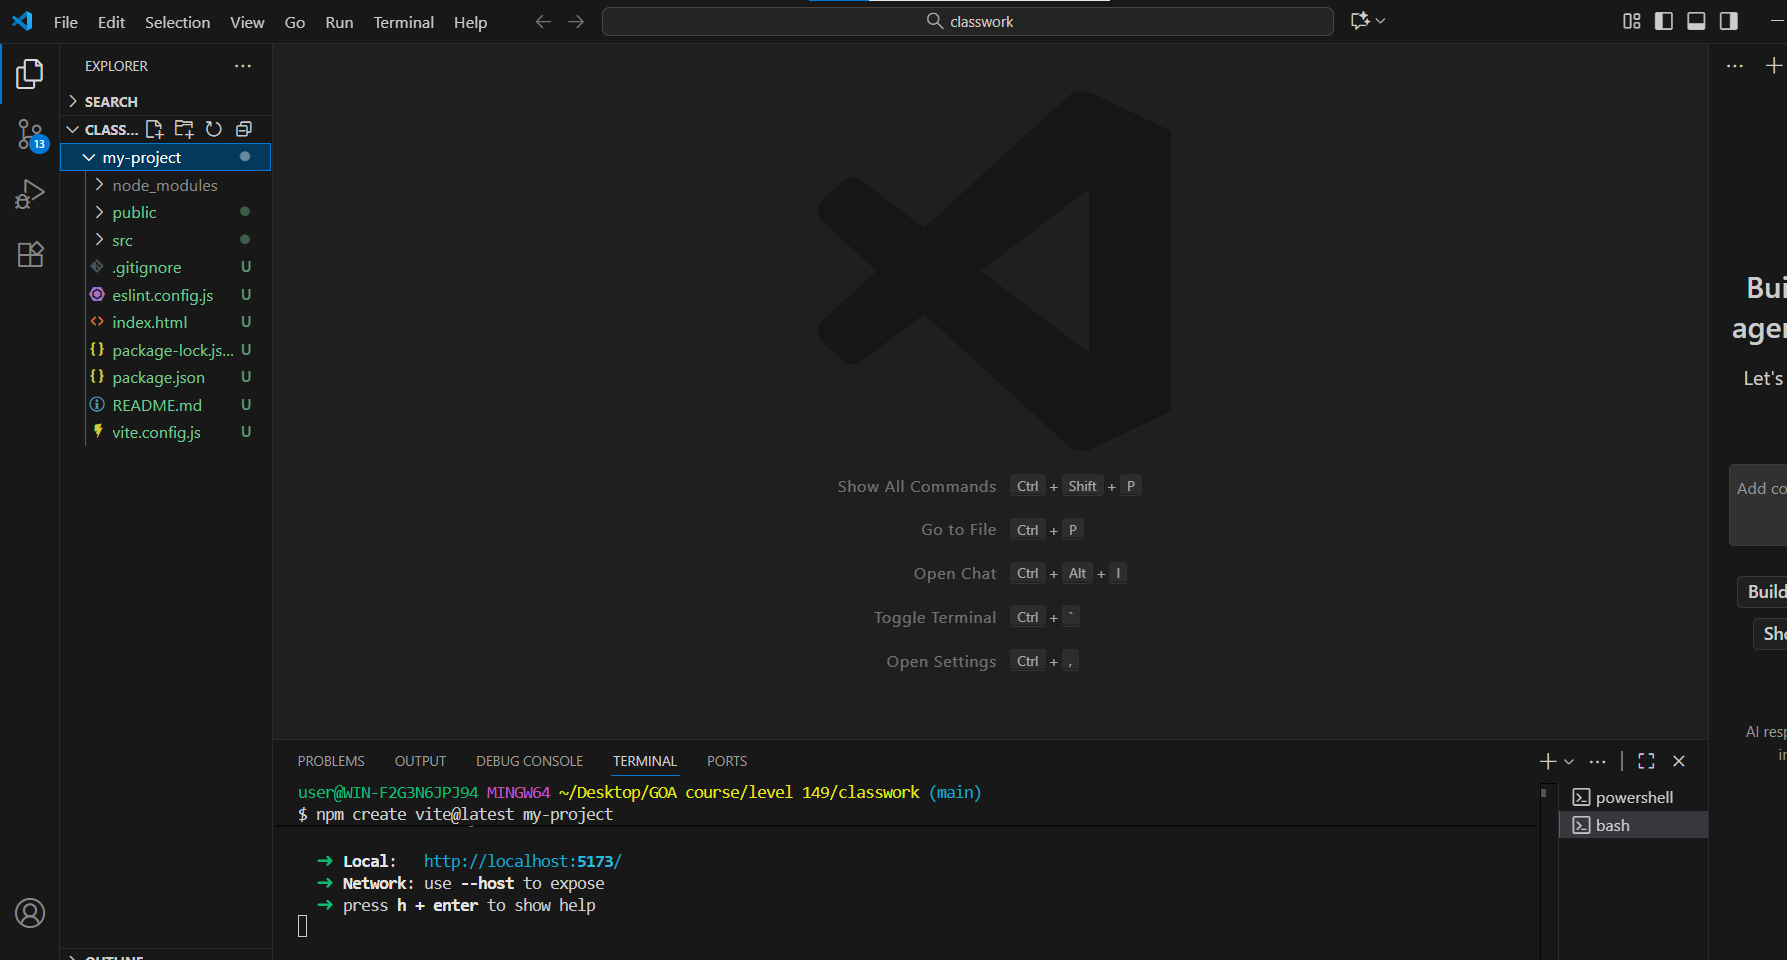 File Edit Selection View Go Run Terminal Help
classwork
EXPLORER
SEARCH
CLASS...
my-project
node_modules
public
src
.gitignore U
eslint.config.js U
index.html U
package-lock.js... U
package.json U
README.md U
vite.config.js U
13
Show All Commands Ctrl + Shift + P
Go to File Ctrl + P
Open Chat Ctrl + Alt + I
Toggle Terminal Ctrl + `
Open Settings Ctrl + ,
Bui
agen
Let's
Add co
Build
Sho
AI resp
in
PROBLEMS OUTPUT DEBUG CONSOLE TERMINAL PORTS
user@WIN-F2G3N6JPJ94 MINGW64 ~/Desktop/GOA course/level 149/classwork (main)
$ npm create vite@latest my-project
➜ Local: http://localhost:5173/
➜ Network: use --host to expose
➜ press h + enter to show help
powershell
bash
OUTLINE